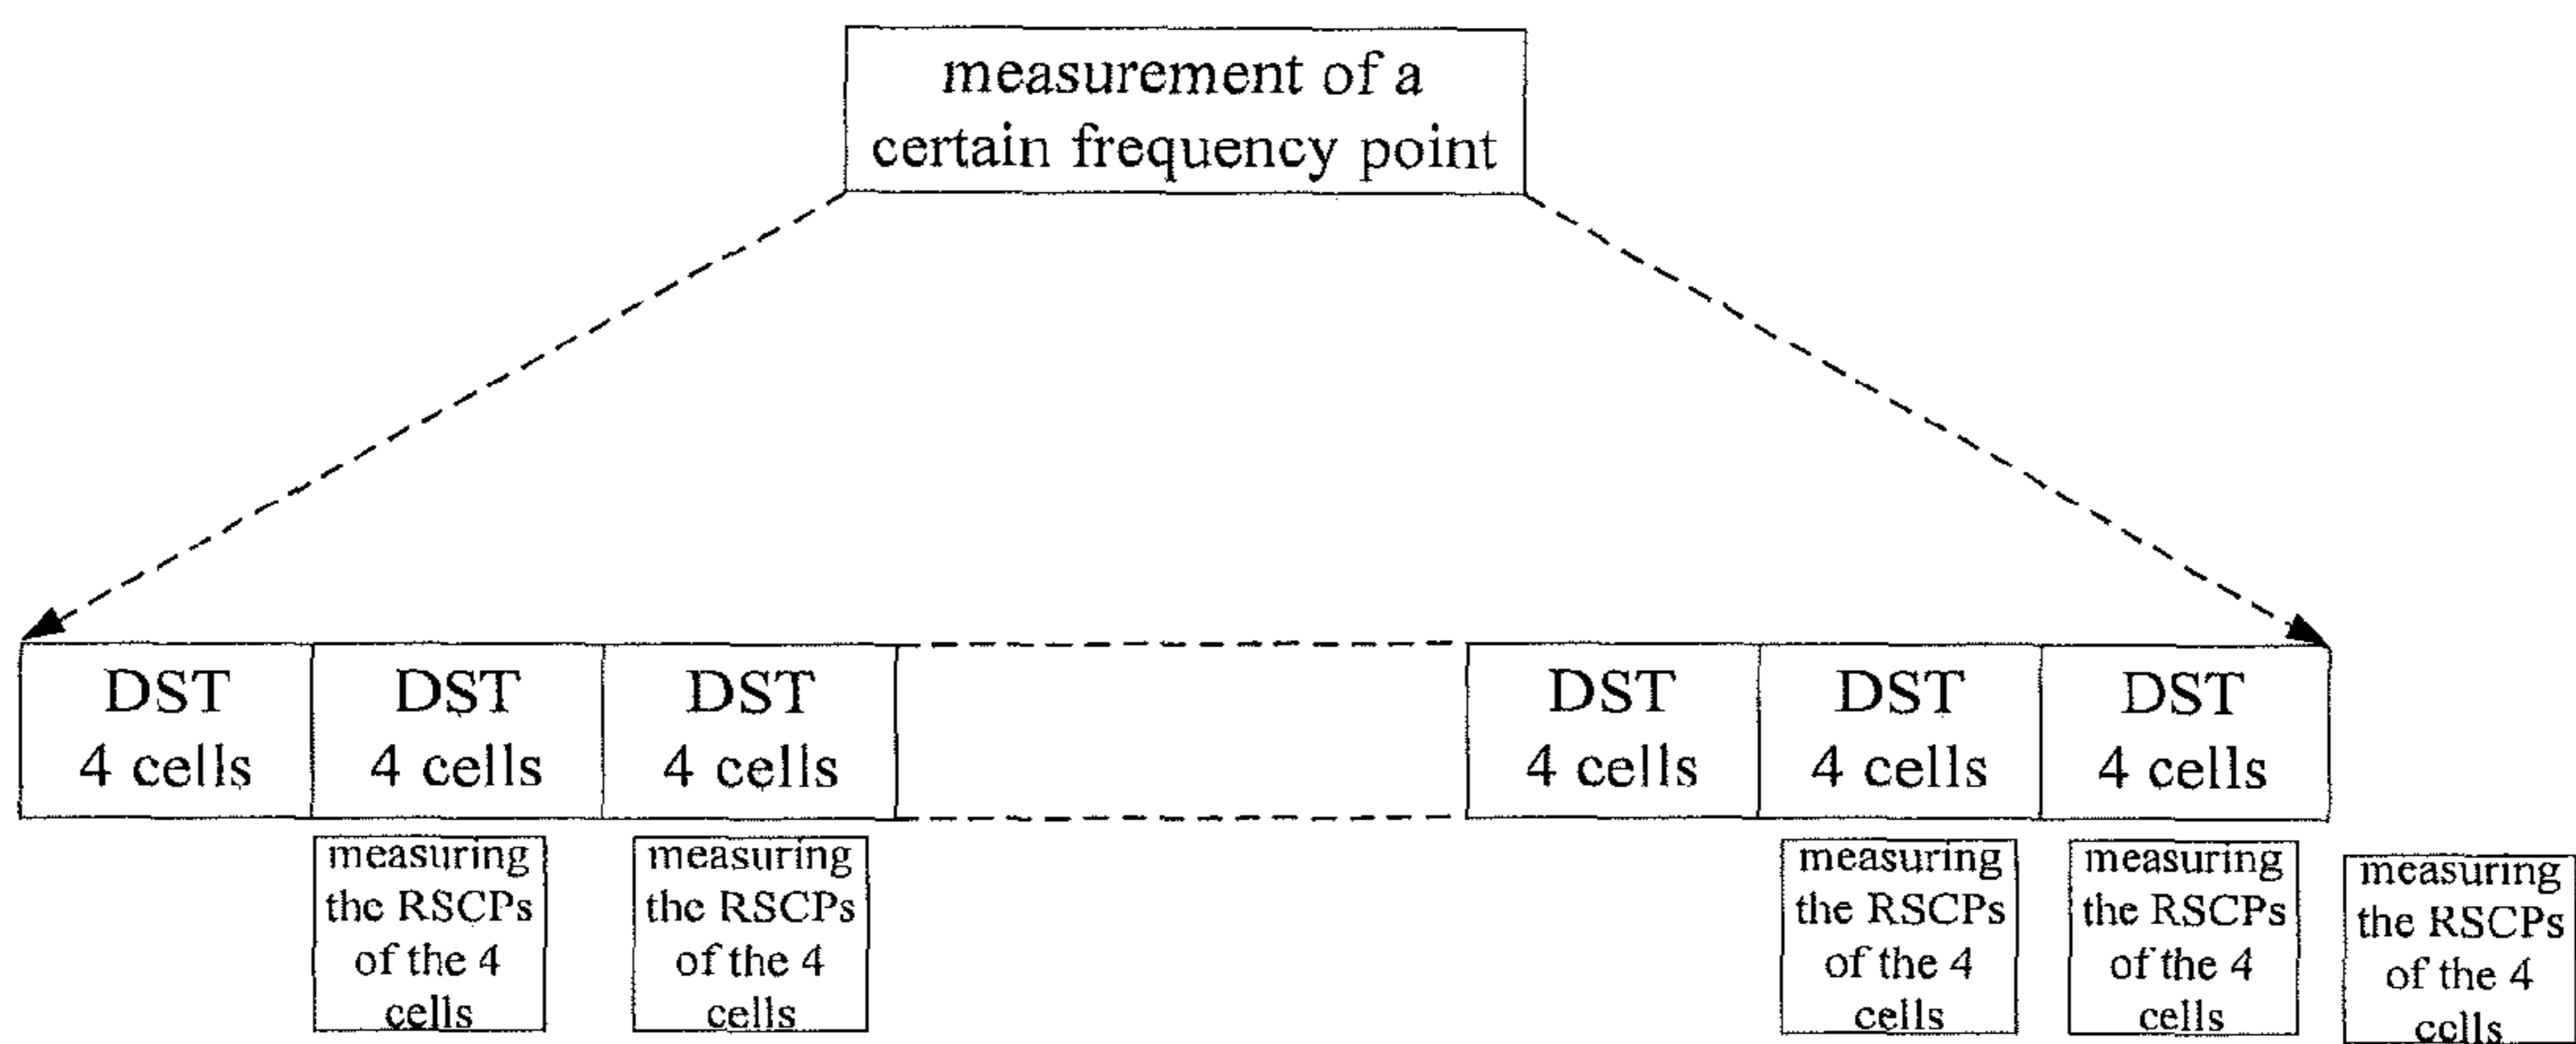 measurement of a
certain frequency point
DST
4 cells
DST
4 cells
DST
4 cells
DST
4 cells
DST
4 cells
DST
4 cells
measuring
the RSCPs
of the 4
cells
measuring
the RSCPs
of the 4
cells
measuring
the RSCPs
of the 4
cells
measuring
the RSCPs
of the 4
cells
measuring
the RSCPs
of the 4
cells